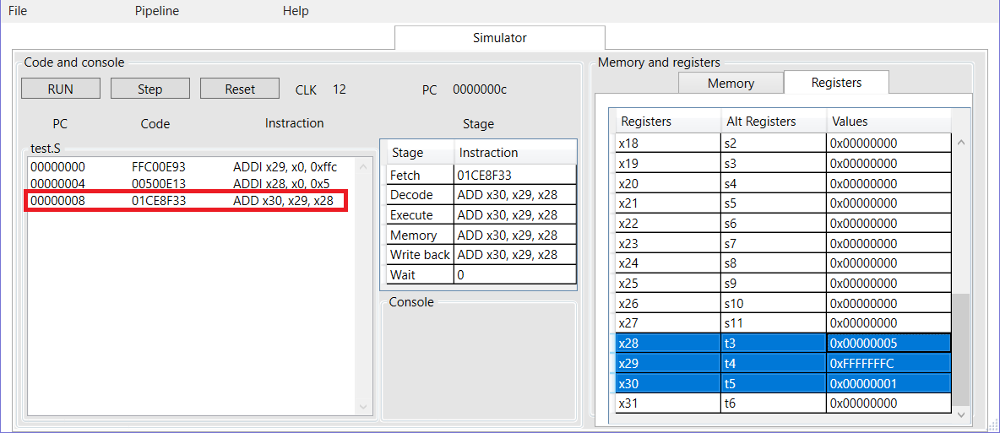 File Pipeline Help
Simulator
Code and console
RUN Step Reset CLK 12 PC 0000000c
PC Code Instraction Stage
test.S
00000000 FFC00E93 ADDI x29, x0, 0xffc
00000004 00500E13 ADDI x28, x0, 0x5
00000008 01CE8F33 ADD x30, x29, x28
Stage Instraction
Fetch 01CE8F33
Decode ADD x30, x29, x28
Execute ADD x30, x29, x28
Memory ADD x30, x29, x28
Write back ADD x30, x29, x28
Wait 0
Console
Memory and registers
Memory Registers
Registers Alt Registers Values
x18 s2 0x00000000
x19 s3 0x00000000
x20 s4 0x00000000
x21 s5 0x00000000
x22 s6 0x00000000
x23 s7 0x00000000
x24 s8 0x00000000
x25 s9 0x00000000
x26 s10 0x00000000
x27 s11 0x00000000
x28 t3 0x00000005
x29 t4 0xFFFFFFFC
x30 t5 0x00000001
x31 t6 0x00000000